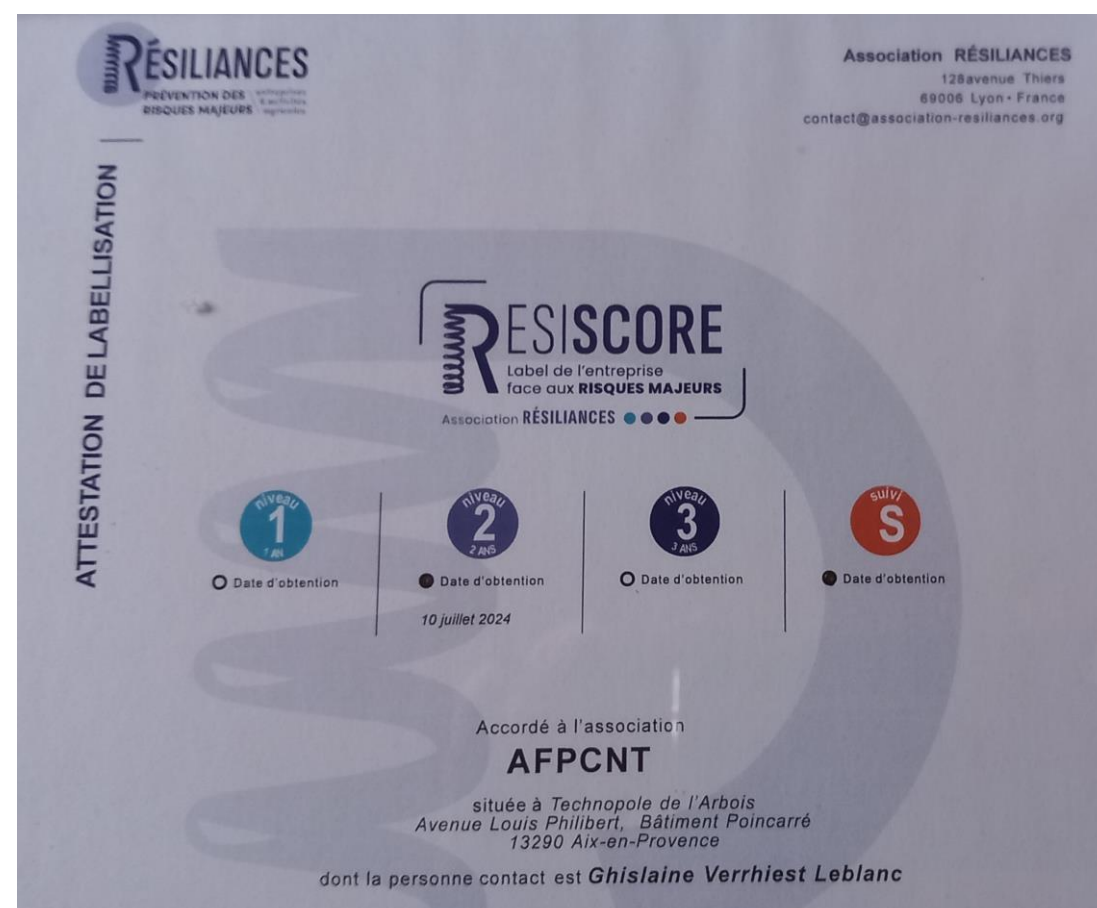 RÉSILIANCES
PRÉVENTION DES entreprises
RISQUES MAJEURS
Association RÉSILIANCES
128avenue Thiers
69006 Lyon • France
contact@association-resiliances.org
ATTESTATION DE LABELLISATION
RESISCORE
Label de l'entreprise
face aux RISQUES MAJEURS
Association RÉSILIANCES
niveau
1
1 AN
Date d'obtention
niveau
2
2 ANS
Date d'obtention
10 juillet 2024
niveau
3
3 ANS
Date d'obtention
suivi
S
Date d'obtention
Accordé à l'association
AFPCNT
située à Technopole de l'Arbois
Avenue Louis Philibert, Bâtiment Poincarré
13290 Aix-en-Provence
dont la personne contact est Ghislaine Verrhiest Leblanc